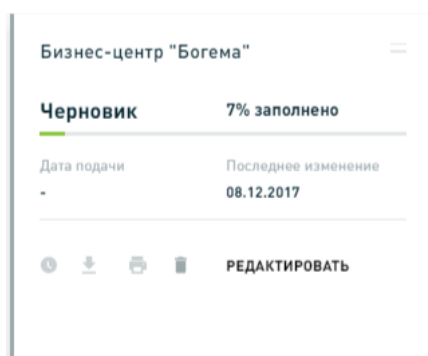 Бизнес-центр "Богема"
Черновик 7% заполнено
Дата подачи Последнее изменение
- 08.12.2017
РЕДАКТИРОВАТЬ